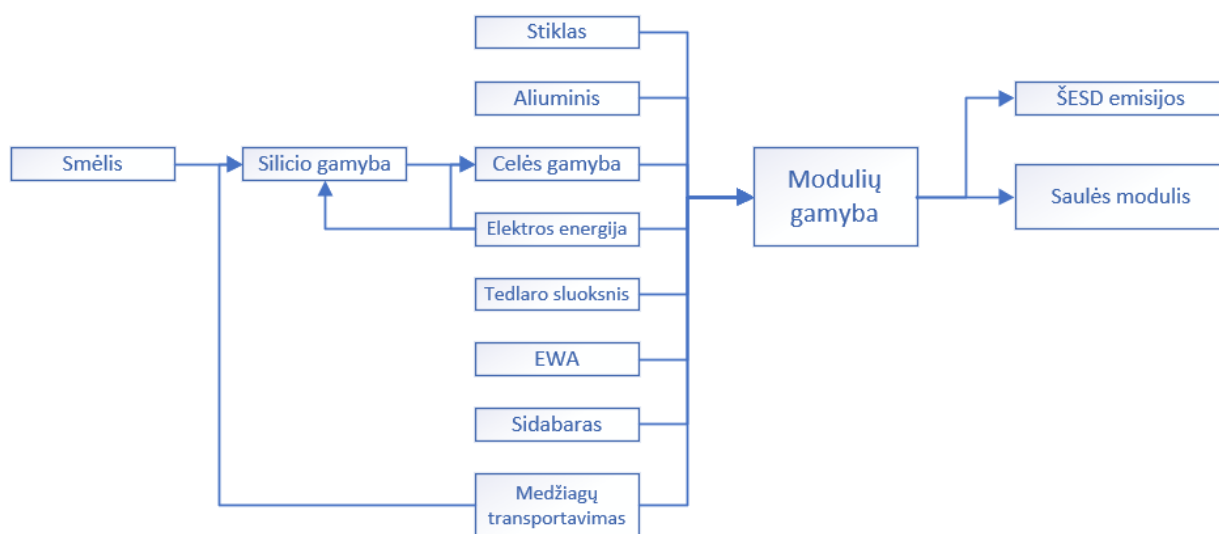 Stiklas
Aliuminis
ŠESD emisijos
Smėlis
Silicio gamyba
Celės gamyba
Modulių
gamyba
Saulės modulis
Elektros energija
Tedlaro sluoksnis
EWA
Sidabaras
Medžiagų
transportavimas